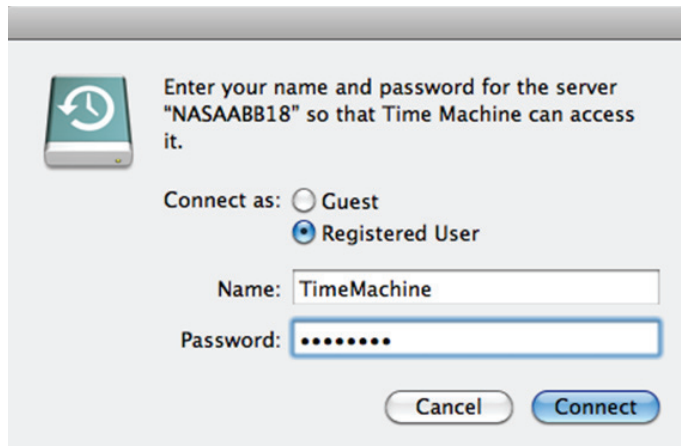 Enter your name and password for the server
“NASAABB18” so that Time Machine can access
it.
Connect as: Guest
Registered User
Name: TimeMachine
Password: ••••••••
Cancel Connect